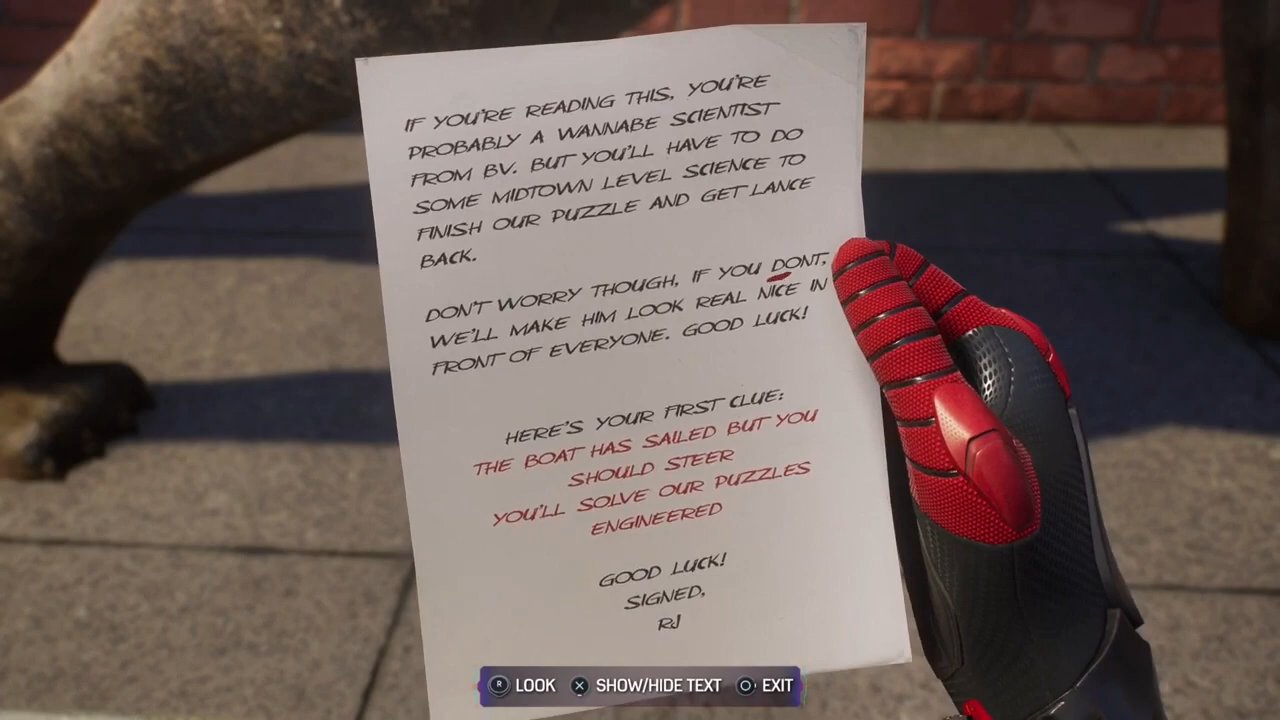 IF YOU'RE READING THIS, YOU'RE
PROBABLY A WANNABE SCIENTIST
FROM BV. BUT YOU'LL HAVE TO DO
SOME MIDTOWN LEVEL SCIENCE TO
FINISH OUR PUZZLE AND GET LANCE
BACK.
DON'T WORRY THOUGH, IF YOU DONT,
WE'LL MAKE HIM LOOK REAL NICE IN
FRONT OF EVERYONE. GOOD LUCK!
HERE'S YOUR FIRST CLUE:
THE BOAT HAS SAILED BUT YOU
SHOULD STEER
YOU'LL SOLVE OUR PUZZLES
ENGINEERED
GOOD LUCK!
SIGNED,
RJ
R LOOK SHOW/HIDE TEXT EXIT